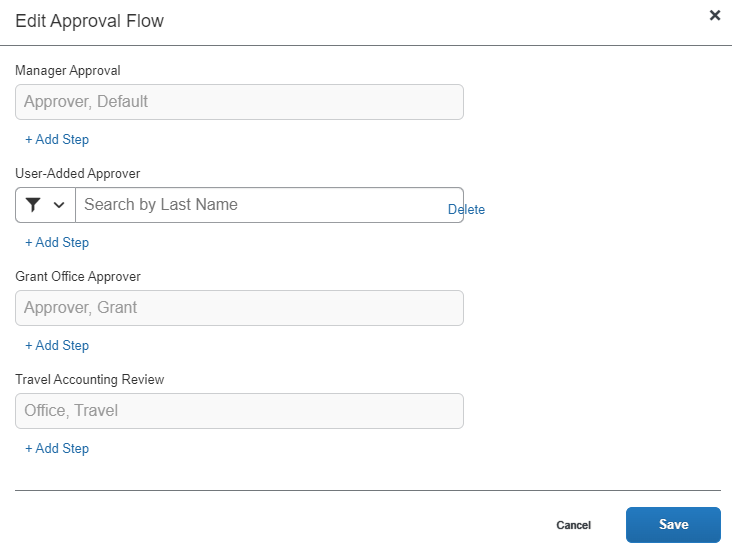 Edit Approval Flow
×
Manager Approval
Approver, Default
+ Add Step
User-Added Approver
Search by Last Name
Delete
+ Add Step
Grant Office Approver
Approver, Grant
+ Add Step
Travel Accounting Review
Office, Travel
+ Add Step
Cancel Save